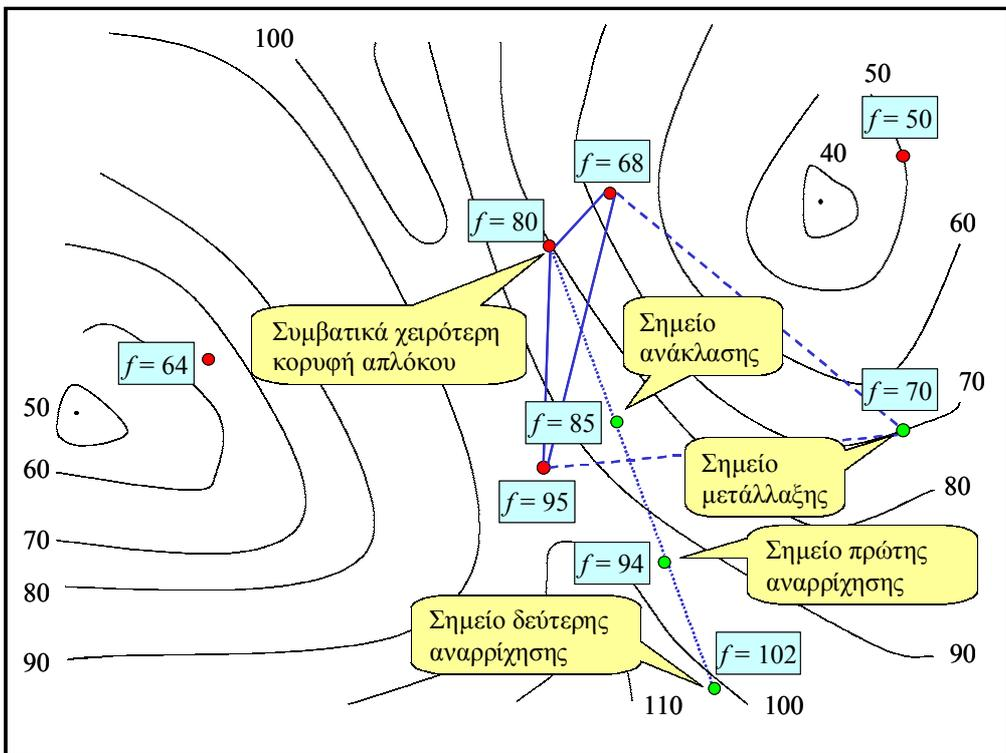 100
50
f = 50
40
f = 68
f = 80
60
Συμβατικά χειρότερη
κορυφή απλόκου
Σημείο
ανάκλασης
f = 64
50
f = 70
70
f = 85
60
Σημείο
μετάλλαξης
f = 95
80
70
f = 94
Σημείο πρώτης
αναρρίχησης
80
Σημείο δεύτερης
αναρρίχησης
f = 102
90
90
110
100